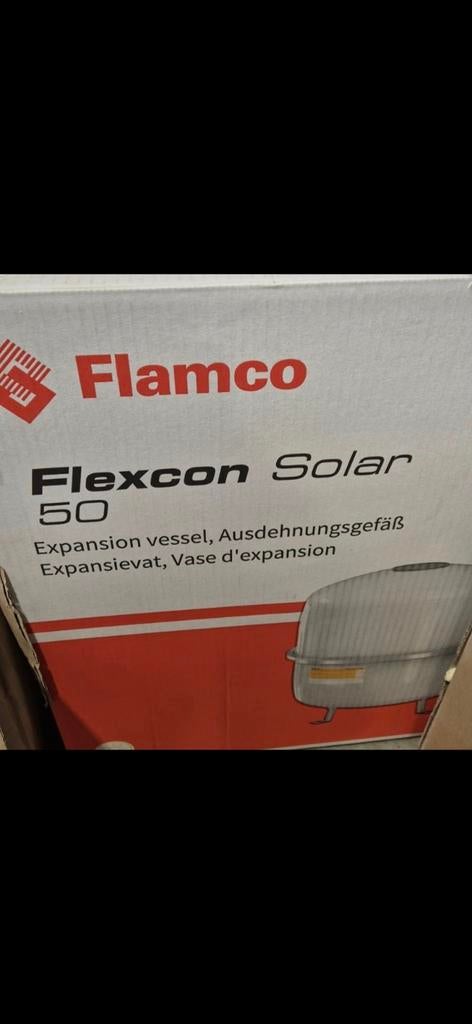 Flamco
Flexcon Solar
50
Expansion vessel, Ausdehnungsgefäß
Expansievat, Vase d'expansion